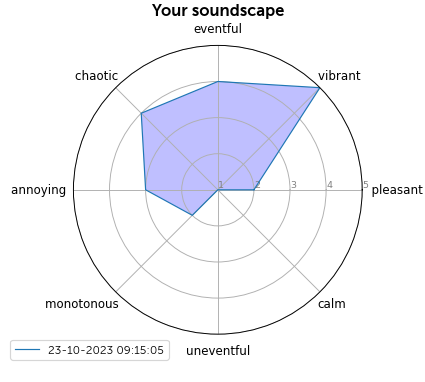 Your soundscape
eventful
chaotic
vibrant
annoying
1 2 3 4 5
pleasant
monotonous
calm
uneventful
23-10-2023 09:15:05